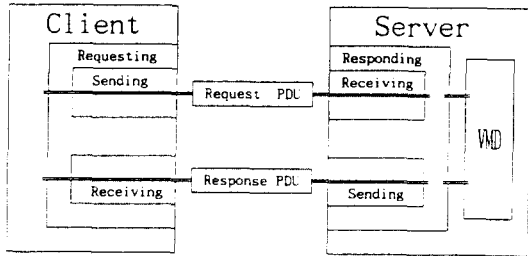 Client
Server
Requesting
Responding
Sending
Receiving
Request PDU
VMD
Response PDU
Receiving
Sending